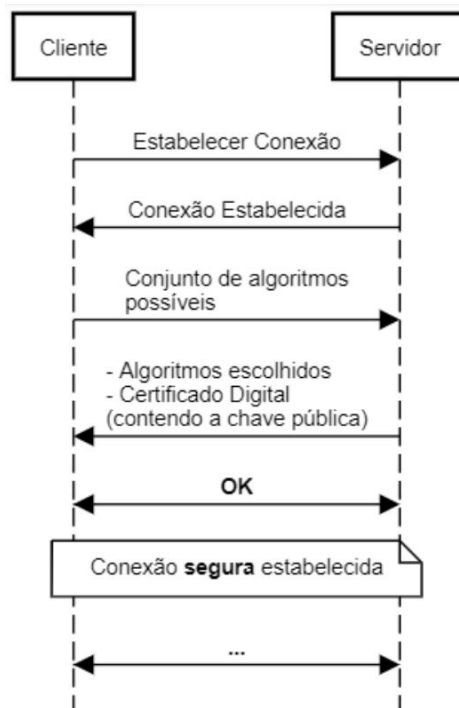 Cliente
Servidor
Estabelecer Conexão
Conexão Estabelecida
Conjunto de algoritmos
possíveis
- Algoritmos escolhidos
- Certificado Digital
(contendo a chave pública)
OK
Conexão segura estabelecida
...